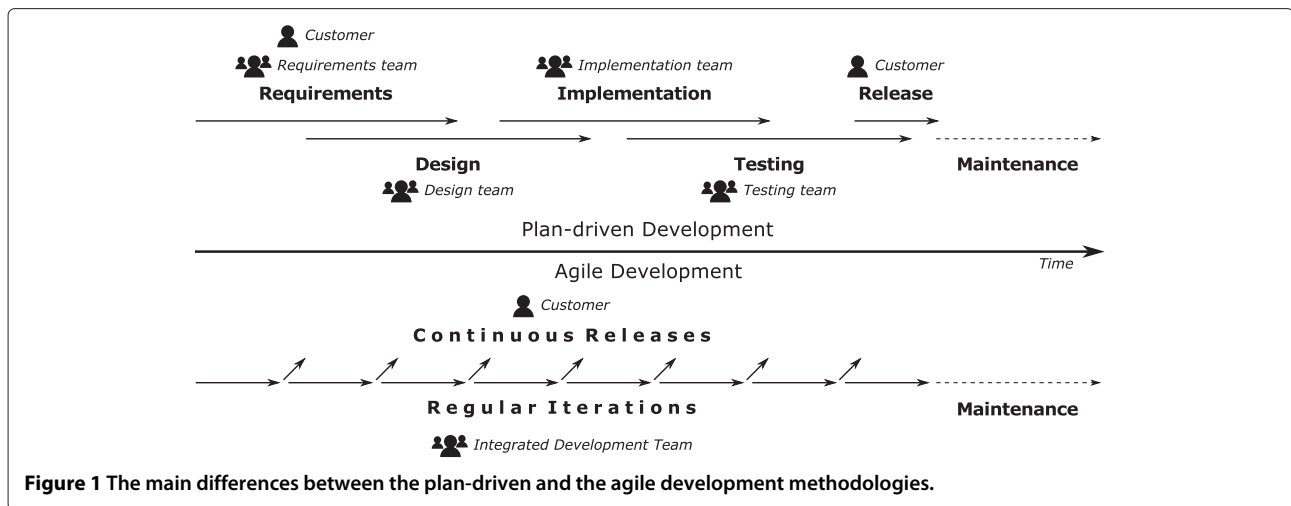 Customer
Requirements team
Requirements
Implementation team
Implementation
Customer
Release
Design
Design team
Testing
Testing team
Maintenance
Plan-driven Development
Time
Agile Development
Customer
Continuous Releases
Regular Iterations
Maintenance
Integrated Development Team
Figure 1 The main differences between the plan-driven and the agile development methodologies.